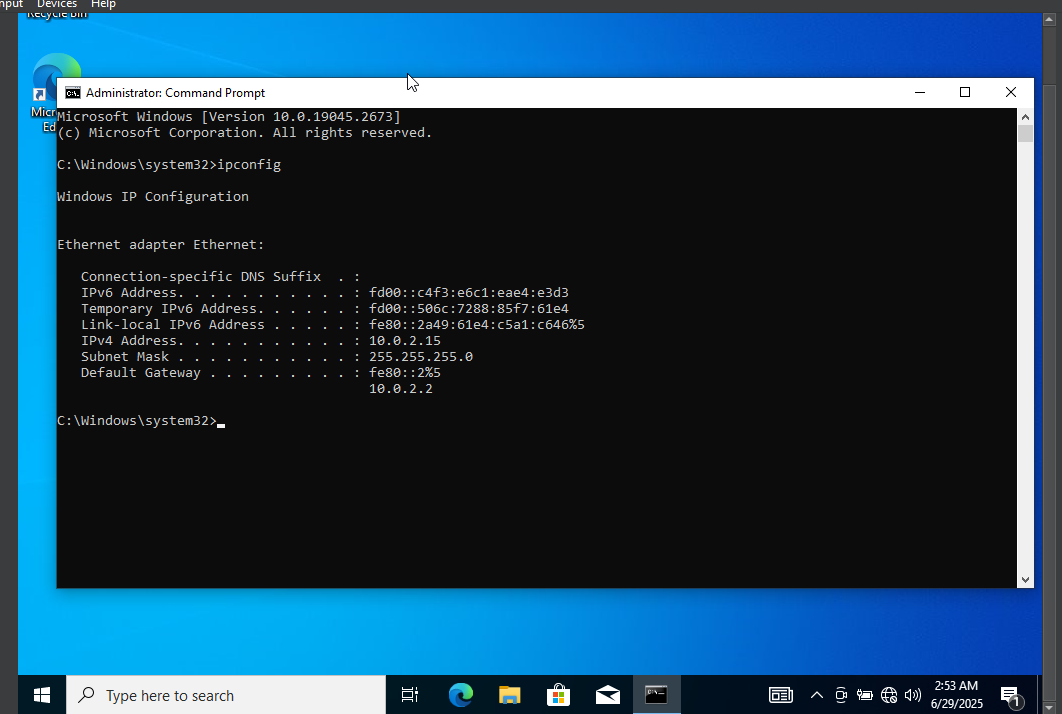 nput Devices Help
Recycle Bin
Administrator: Command Prompt
Micr
Ed
Microsoft Windows [Version 10.0.19045.2673]
(c) Microsoft Corporation. All rights reserved.
C:\Windows\system32>ipconfig
Windows IP Configuration
Ethernet adapter Ethernet:
Connection-specific DNS Suffix . :
IPv6 Address. . . . . . . . . . . : fd00::c4f3:e6c1:eae4:e3d3
Temporary IPv6 Address. . . . . . : fd00::506c:7288:85f7:61e4
Link-local IPv6 Address . . . . . : fe80::2a49:61e4:c5a1:c646%5
IPv4 Address. . . . . . . . . . . : 10.0.2.15
Subnet Mask . . . . . . . . . . . : 255.255.255.0
Default Gateway . . . . . . . . . : fe80::2%5
10.0.2.2
C:\Windows\system32>
Type here to search
2:53 AM
6/29/2025
1